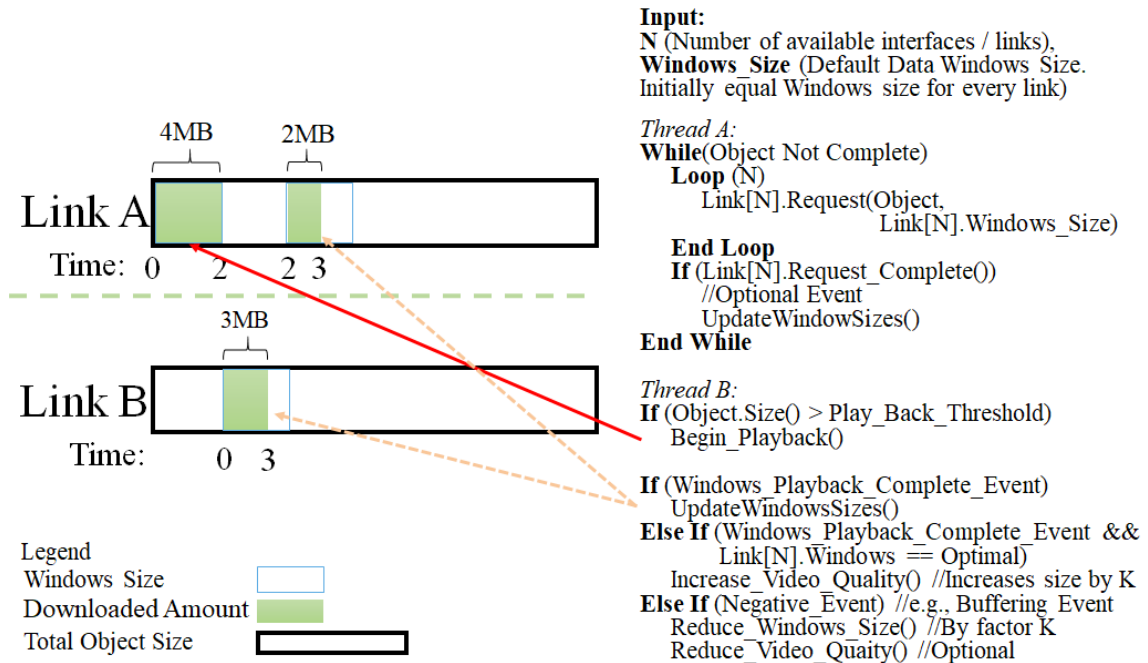 Input:
N (Number of available interfaces / links),
Windows_Size (Default Data Windows Size.
Initially equal Windows size for every link)
Thread A:
While(Object Not Complete)
Loop (N)
Link[N].Request(Object,
Link[N].Windows_Size)
End Loop
If (Link[N].Request_Complete())
//Optional Event
UpdateWindowSizes()
End While
Thread B:
If (Object.Size() > Play_Back_Threshold)
Begin_Playback()
If (Windows_Playback_Complete_Event)
UpdateWindowsSizes()
Else If (Windows_Playback_Complete_Event &&
Link[N].Windows == Optimal)
Increase_Video_Quality() //Increases size by K
Else If (Negative_Event) //e.g., Buffering Event
Reduce_Windows_Size() //By factor K
Reduce_Video_Quaity() //Optional
4MB 2MB
Link A
Time: 0 2 2 3
3MB
Link B
Time: 0 3
Legend
Windows Size
Downloaded Amount
Total Object Size